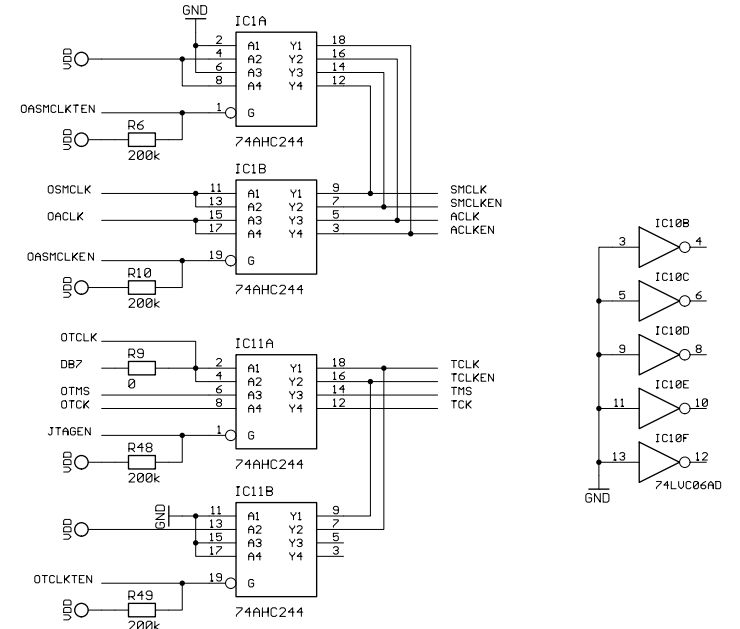 GND
IC1A
2 A1 Y1 18
VDD 4 A2 Y2 16
6 A3 Y3 14
8 A4 Y4 12
OASMCLKTEN 1 G
R6
VDD
200k
74AHC244
IC1B
OSMCLK 11 A1 Y1 9 SMCLK
13 A2 Y2 7 SMCLKEN
OACLK 15 A3 Y3 5 ACLK
17 A4 Y4 3 ACLKEN
OASMCLKEN 19 G
R10
VDD
200k
74AHC244
OTCLK
IC11A
R9
DB7 2 A1 Y1 18 TCLK
0 4 A2 Y2 16 TCLKEN
OTMS 6 A3 Y3 14 TMS
OTCK 8 A4 Y4 12 TCK
JTAGEN 1 G
R48
VDD
200k
74AHC244
IC11B
GND 11 A1 Y1 9
VDD 13 A2 Y2 7
15 A3 Y3 5
17 A4 Y4 3
OTCLKTEN 19 G
R49
VDD
200k
74AHC244
IC10B
3 4
IC10C
5 6
IC10D
9 8
IC10E
11 10
IC10F
13 12
74LVC06AD
GND